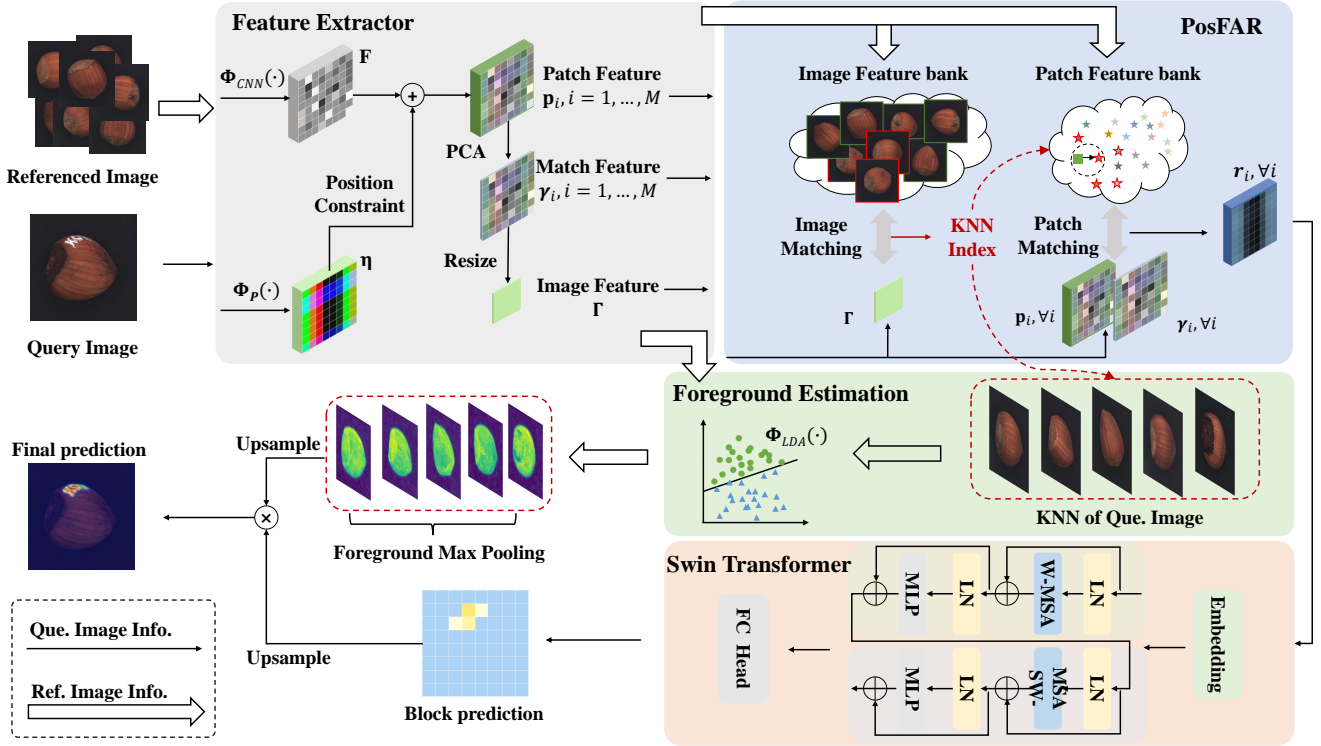 Feature Extractor
PosFAR
Φ_CNN(·)
F
Patch Feature
p_i, i = 1, … , M
Image Feature bank
Patch Feature bank
Referenced Image
PCA
Position
Constraint
Match Feature
γ_i, i = 1, … , M
r_i, ∀i
Image
Matching
KNN
Index
Patch
Matching
η
Resize
Φ_P(·)
Image Feature
Γ
Γ
p_i, ∀i
γ_i, ∀i
Query Image
Foreground Estimation
Φ_LDA(·)
Upsample
Final prediction
KNN of Que. Image
Foreground Max Pooling
Swin Transformer
MLP
LN
W-MSA
LN
Embedding
FC Head
MLP
LN
SW-
MSA
LN
Que. Image Info.
Upsample
Ref. Image Info.
Block prediction